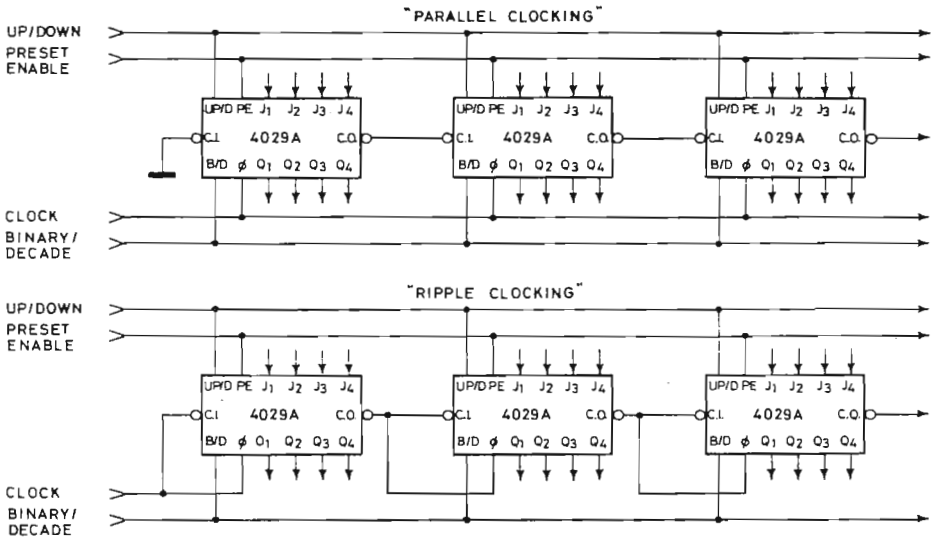 "PARALLEL CLOCKING"
UP/DOWN
PRESET
ENABLE
UP/D PE J1 J2 J3 J4
UP/D PE J1 J2 J3 J4
UP/D PE J1 J2 J3 J4
C.I. 4029A C.O.
C.I. 4029A C.O.
C.I. 4029A C.O.
B/D ϕ Q1 Q2 Q3 Q4
B/D ϕ Q1 Q2 Q3 Q4
B/D ϕ Q1 Q2 Q3 Q4
CLOCK
BINARY/
DECADE
"RIPPLE CLOCKING"
UP/DOWN
PRESET
ENABLE
UP/D PE J1 J2 J3 J4
UP/D PE J1 J2 J3 J4
UP/D PE J1 J2 J3 J4
C.I. 4029A C.O.
C.I. 4029A C.O.
C.I. 4029A C.O.
B/D ϕ Q1 Q2 Q3 Q4
B/D ϕ Q1 Q2 Q3 Q4
B/D ϕ Q1 Q2 Q3 Q4
CLOCK
BINARY/
DECADE